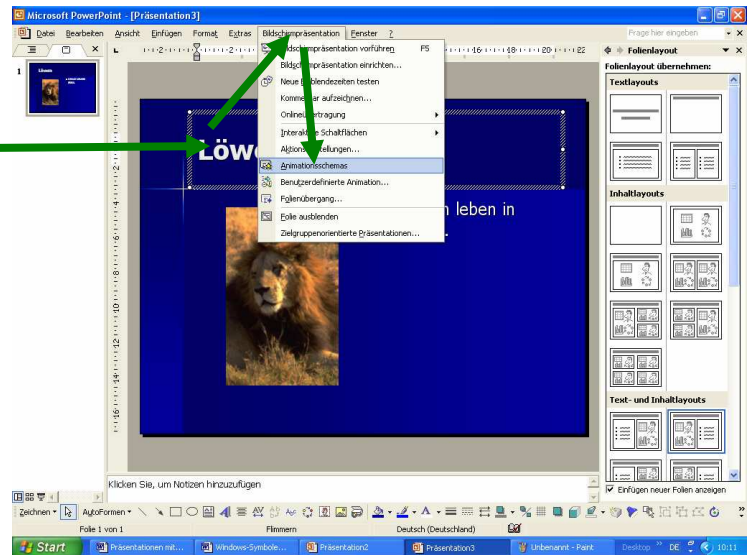 Microsoft PowerPoint - [Präsentation3]
Datei Bearbeiten Ansicht Einfügen Format Extras Bildschirmpräsentation Fenster ?
Frage hier eingeben
Bildschirmpräsentation vorführen F5
Bildschirmpräsentation einrichten...
Neue Einblendezeiten testen
Kommentar aufzeichnen...
Onlineübertragung
Interaktive Schaltflächen
Aktionseinstellungen...
Animationsschemas
Benutzerdefinierte Animation...
Folienübergang...
Folie ausblenden
Zielgruppenorientierte Präsentationen...
1
Löwe
leben in
Folienlayout
Folienlayout übernehmen:
Textlayouts
Inhaltlayouts
Text- und Inhaltlayouts
Einfügen neuer Folien anzeigen
Klicken Sie, um Notizen hinzuzufügen
Zeichnen AutoFormen
Folie 1 von 1 Flimmern Deutsch (Deutschland)
Start Präsentationen mit... Windows-Symbole... Präsentation2 Präsentation3 Unbenannt - Paint Desktop DE 10:11